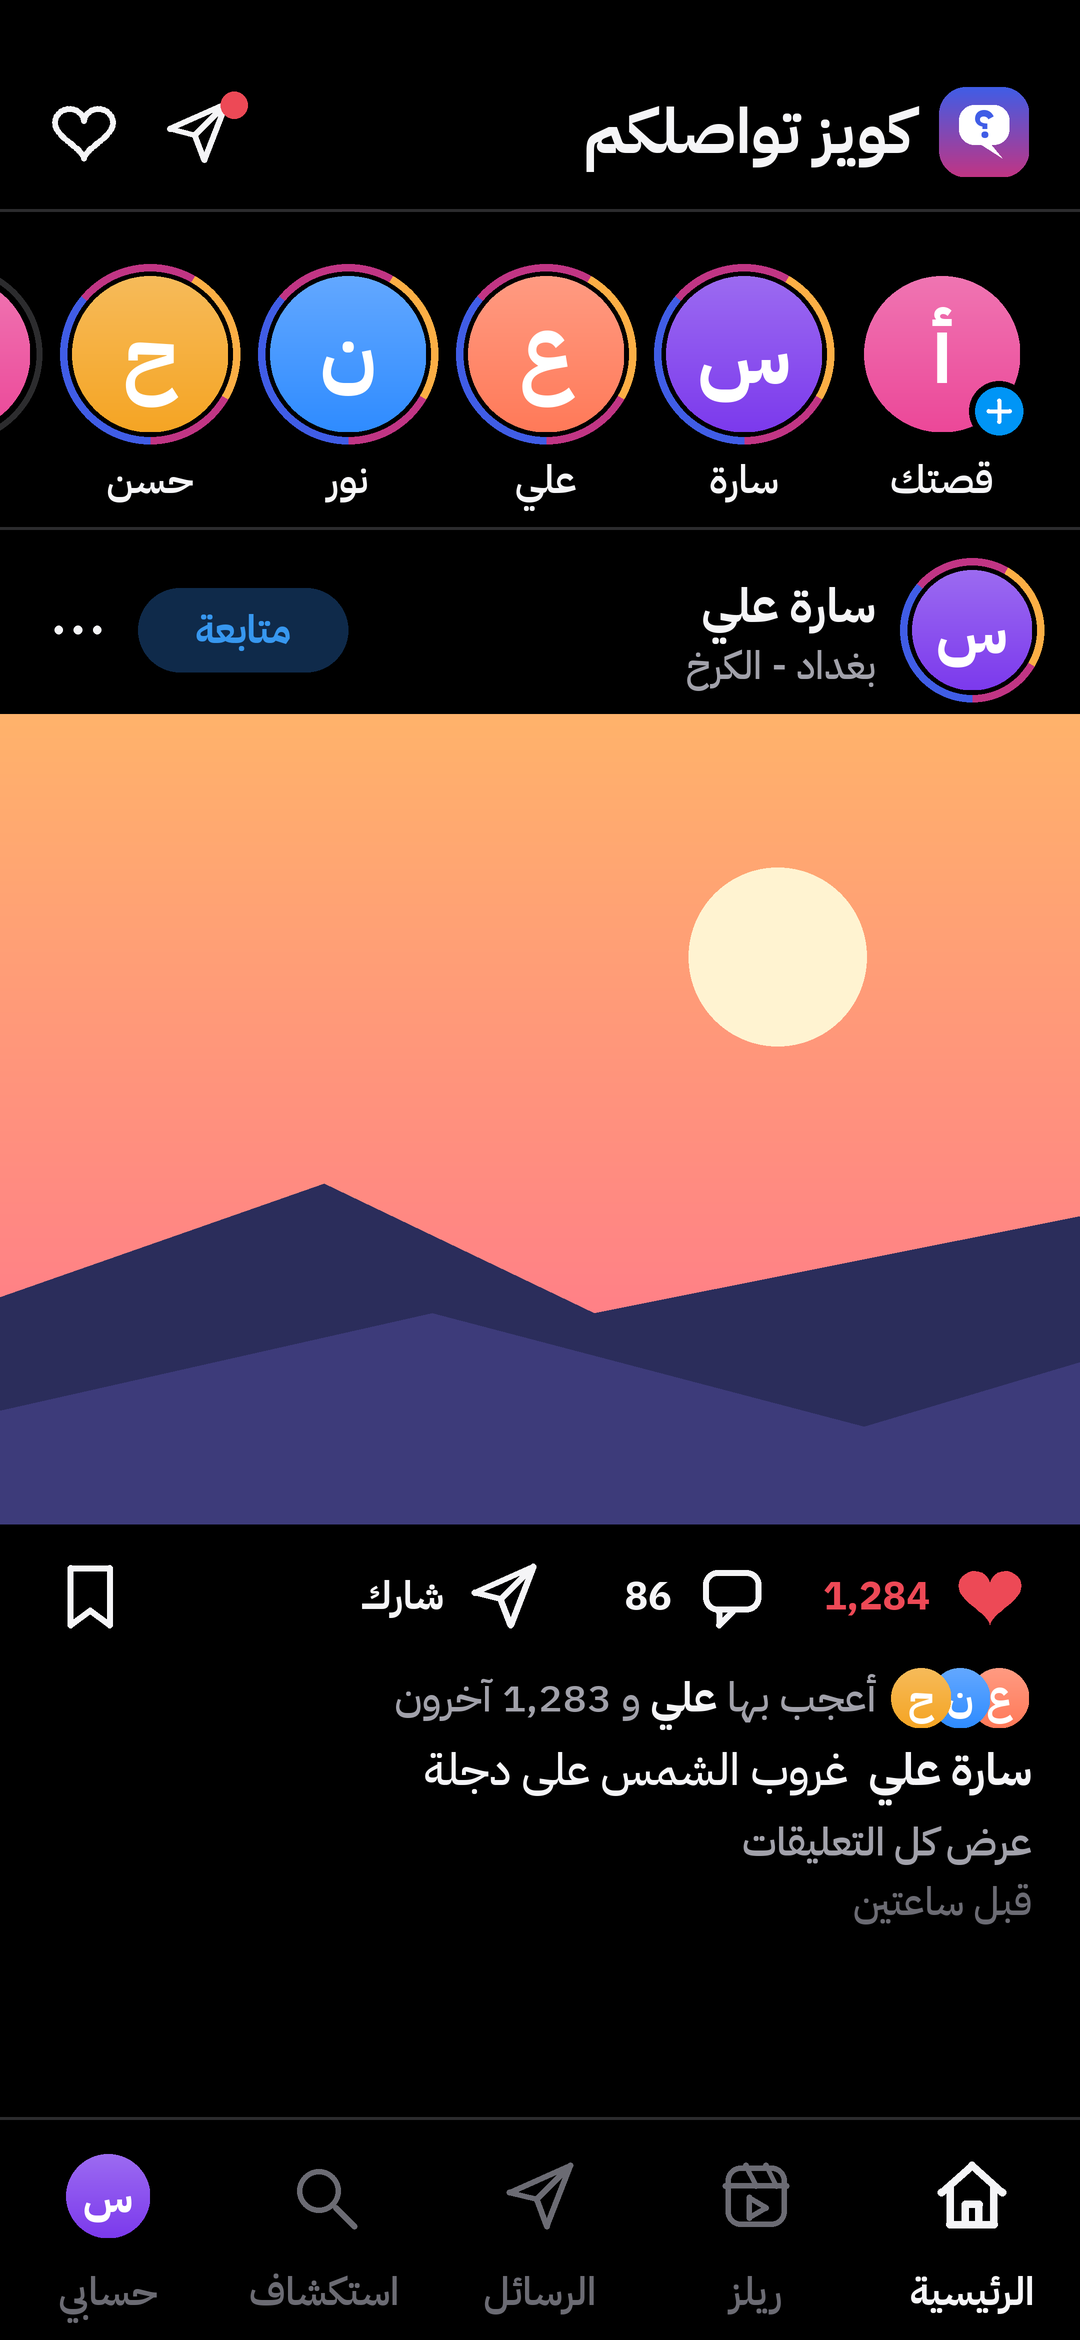 كويز تواصلكم
؟
أ
س
ع
ن
ح
قصتك
سارة
علي
نور
حسن
س
سارة علي
بغداد - الكرخ
متابعة
1,284
86
شارك
ع
ن
ح
أعجب بها علي و 1,283 آخرون
سارة علي غروب الشمس على دجلة
عرض كل التعليقات
قبل ساعتين
س
الرئيسية
ريلز
الرسائل
استكشاف
حسابي